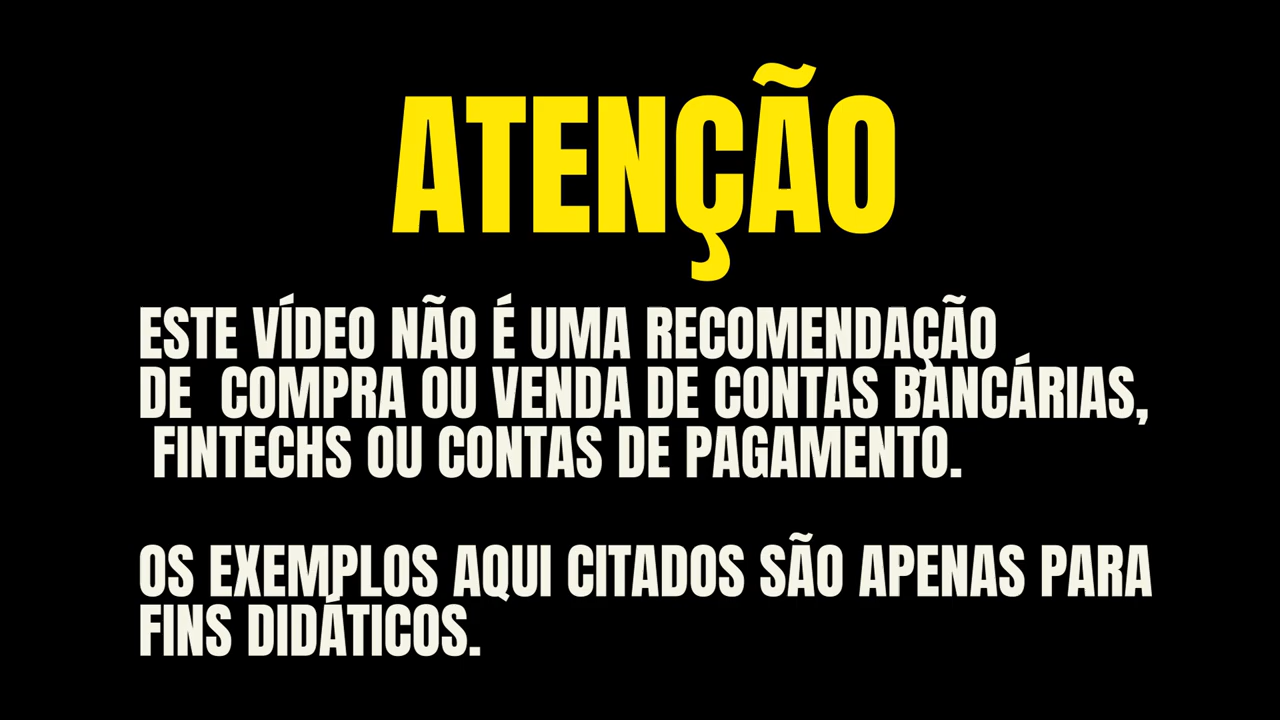 ATENÇÃO
ESTE VÍDEO NÃO É UMA RECOMENDAÇÃO
DE COMPRA OU VENDA DE CONTAS BANCÁRIAS,
FINTECHS OU CONTAS DE PAGAMENTO.
OS EXEMPLOS AQUI CITADOS SÃO APENAS PARA
FINS DIDÁTICOS.